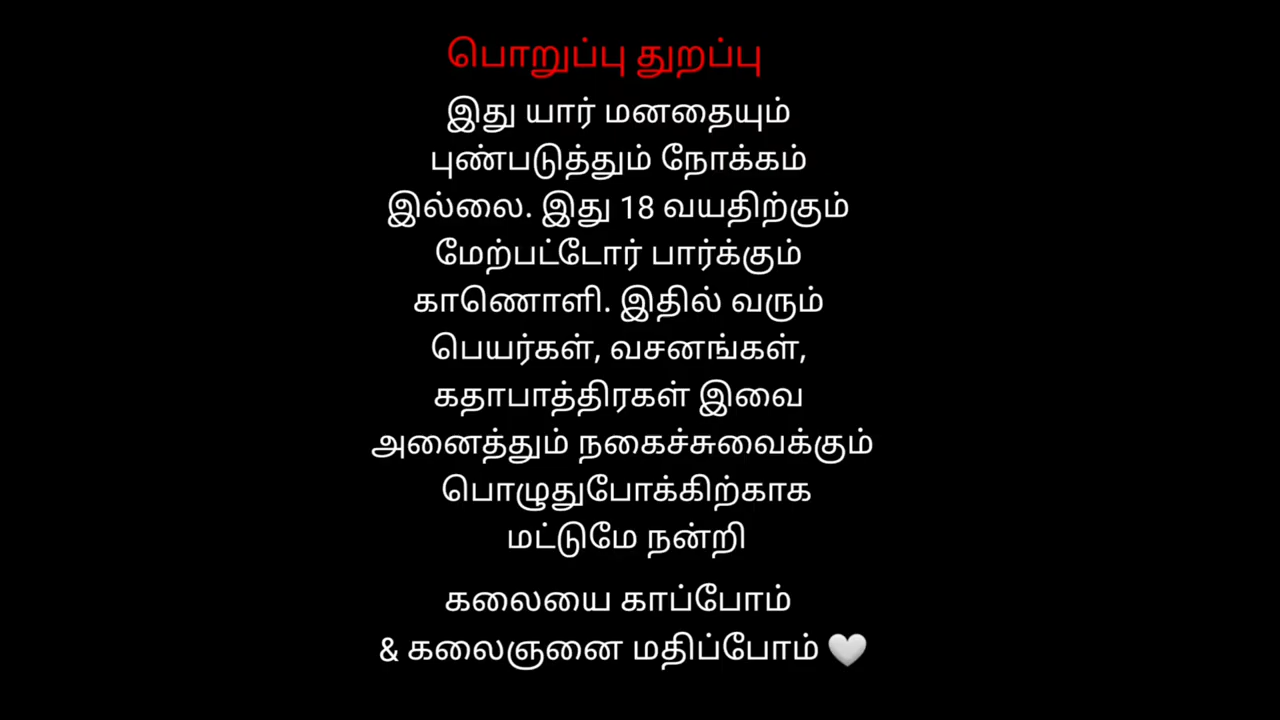 பொறுப்பு துறப்பு
இது யார் மனதையும்
புண்படுத்தும் நோக்கம்
இல்லை. இது 18 வயதிற்கும்
மேற்பட்டோர் பார்க்கும்
காணொளி. இதில் வரும்
பெயர்கள், வசனங்கள்,
கதாபாத்திரகள் இவை
அனைத்தும் நகைச்சுவைக்கும்
பொழுதுபோக்கிற்காக
மட்டுமே நன்றி
கலையை காப்போம்
& கலைஞனை மதிப்போம் 🤍